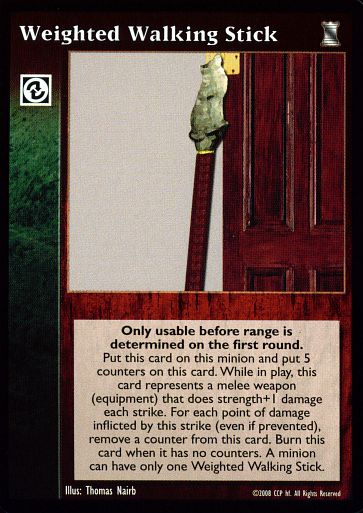 Weighted Walking Stick
Only usable before range is
determined on the first round.
Put this card on this minion and put 5
counters on this card. While in play, this
card represents a melee weapon
(equipment) that does strength+1 damage
each strike. For each point of damage
inflicted by this strike (even if prevented),
remove a counter from this card. Burn this
card when it has no counters. A minion
can have only one Weighted Walking Stick.
Illus: Thomas Nairb
©2008 CCP hf. All Rights Reserved